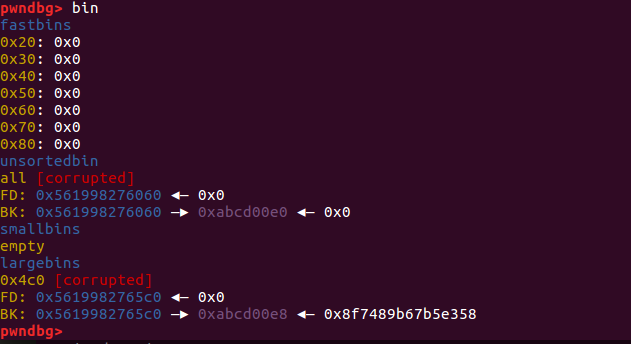 pwndbg> bin
fastbins
0x20: 0x0
0x30: 0x0
0x40: 0x0
0x50: 0x0
0x60: 0x0
0x70: 0x0
0x80: 0x0
unsortedbin
all [corrupted]
FD: 0x561998276060 ◂— 0x0
BK: 0x561998276060 —▸ 0xabcd00e0 ◂— 0x0
smallbins
empty
largebins
0x4c0 [corrupted]
FD: 0x5619982765c0 ◂— 0x0
BK: 0x5619982765c0 —▸ 0xabcd00e8 ◂— 0x8f7489b67b5e358
pwndbg>